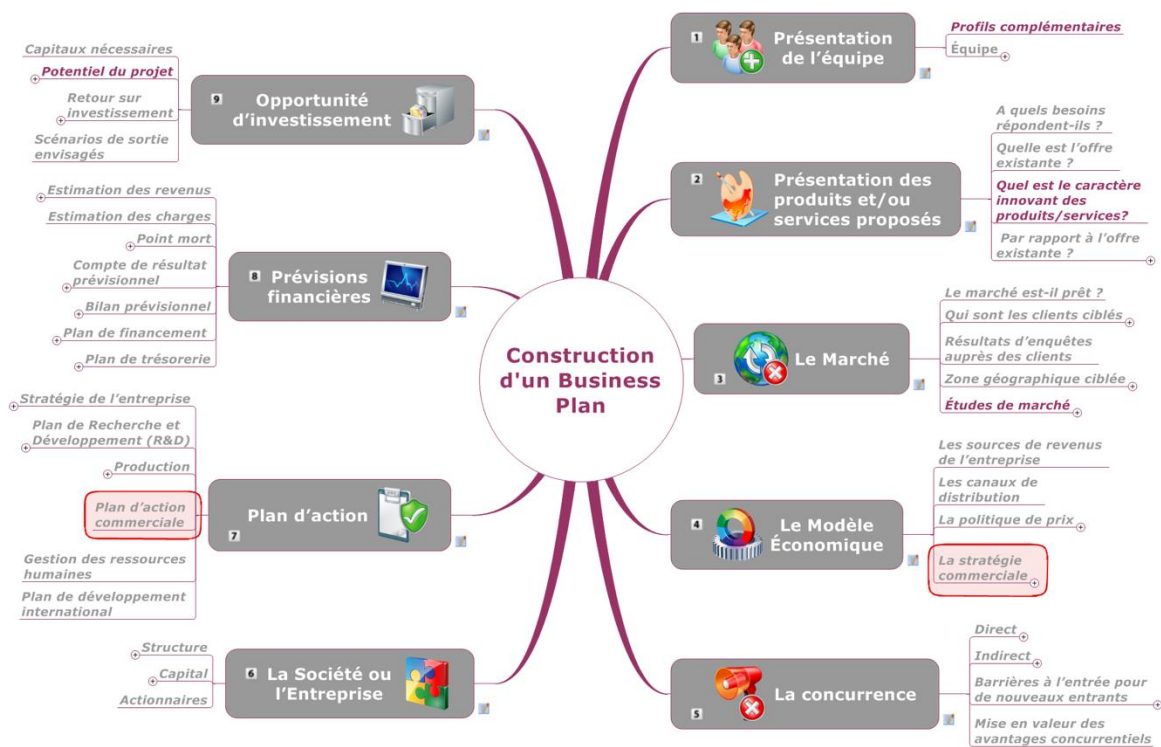 Construction
d'un Business
Plan
1
Présentation
de l'équipe
Profils complémentaires
Équipe
2
Présentation des
produits et/ou
services proposés
A quels besoins
répondent-ils ?
Quelle est l'offre
existante ?
Quel est le caractère
innovant des
produits/services?
Par rapport à l'offre
existante ?
3
Le Marché
Le marché est-il prêt ?
Qui sont les clients ciblés
Résultats d'enquêtes
auprès des clients
Zone géographique ciblée
Études de marché
4
Le Modèle
Économique
Les sources de revenus
de l'entreprise
Les canaux de
distribution
La politique de prix
La stratégie
commerciale
5
La concurrence
Direct
Indirect
Barrières à l'entrée pour
de nouveaux entrants
Mise en valeur des
avantages concurrentiels
6
La Société ou
l'Entreprise
Structure
Capital
Actionnaires
7
Plan d'action
Stratégie de l'entreprise
Plan de Recherche et
Développement (R&D)
Production
Plan d'action
commerciale
Gestion des ressources
humaines
Plan de développement
international
8
Prévisions
financières
Estimation des revenus
Estimation des charges
Point mort
Compte de résultat
prévisionnel
Bilan prévisionnel
Plan de financement
Plan de trésorerie
9
Opportunité
d'investissement
Capitaux nécessaires
Potentiel du projet
Retour sur
investissement
Scénarios de sortie
envisagés